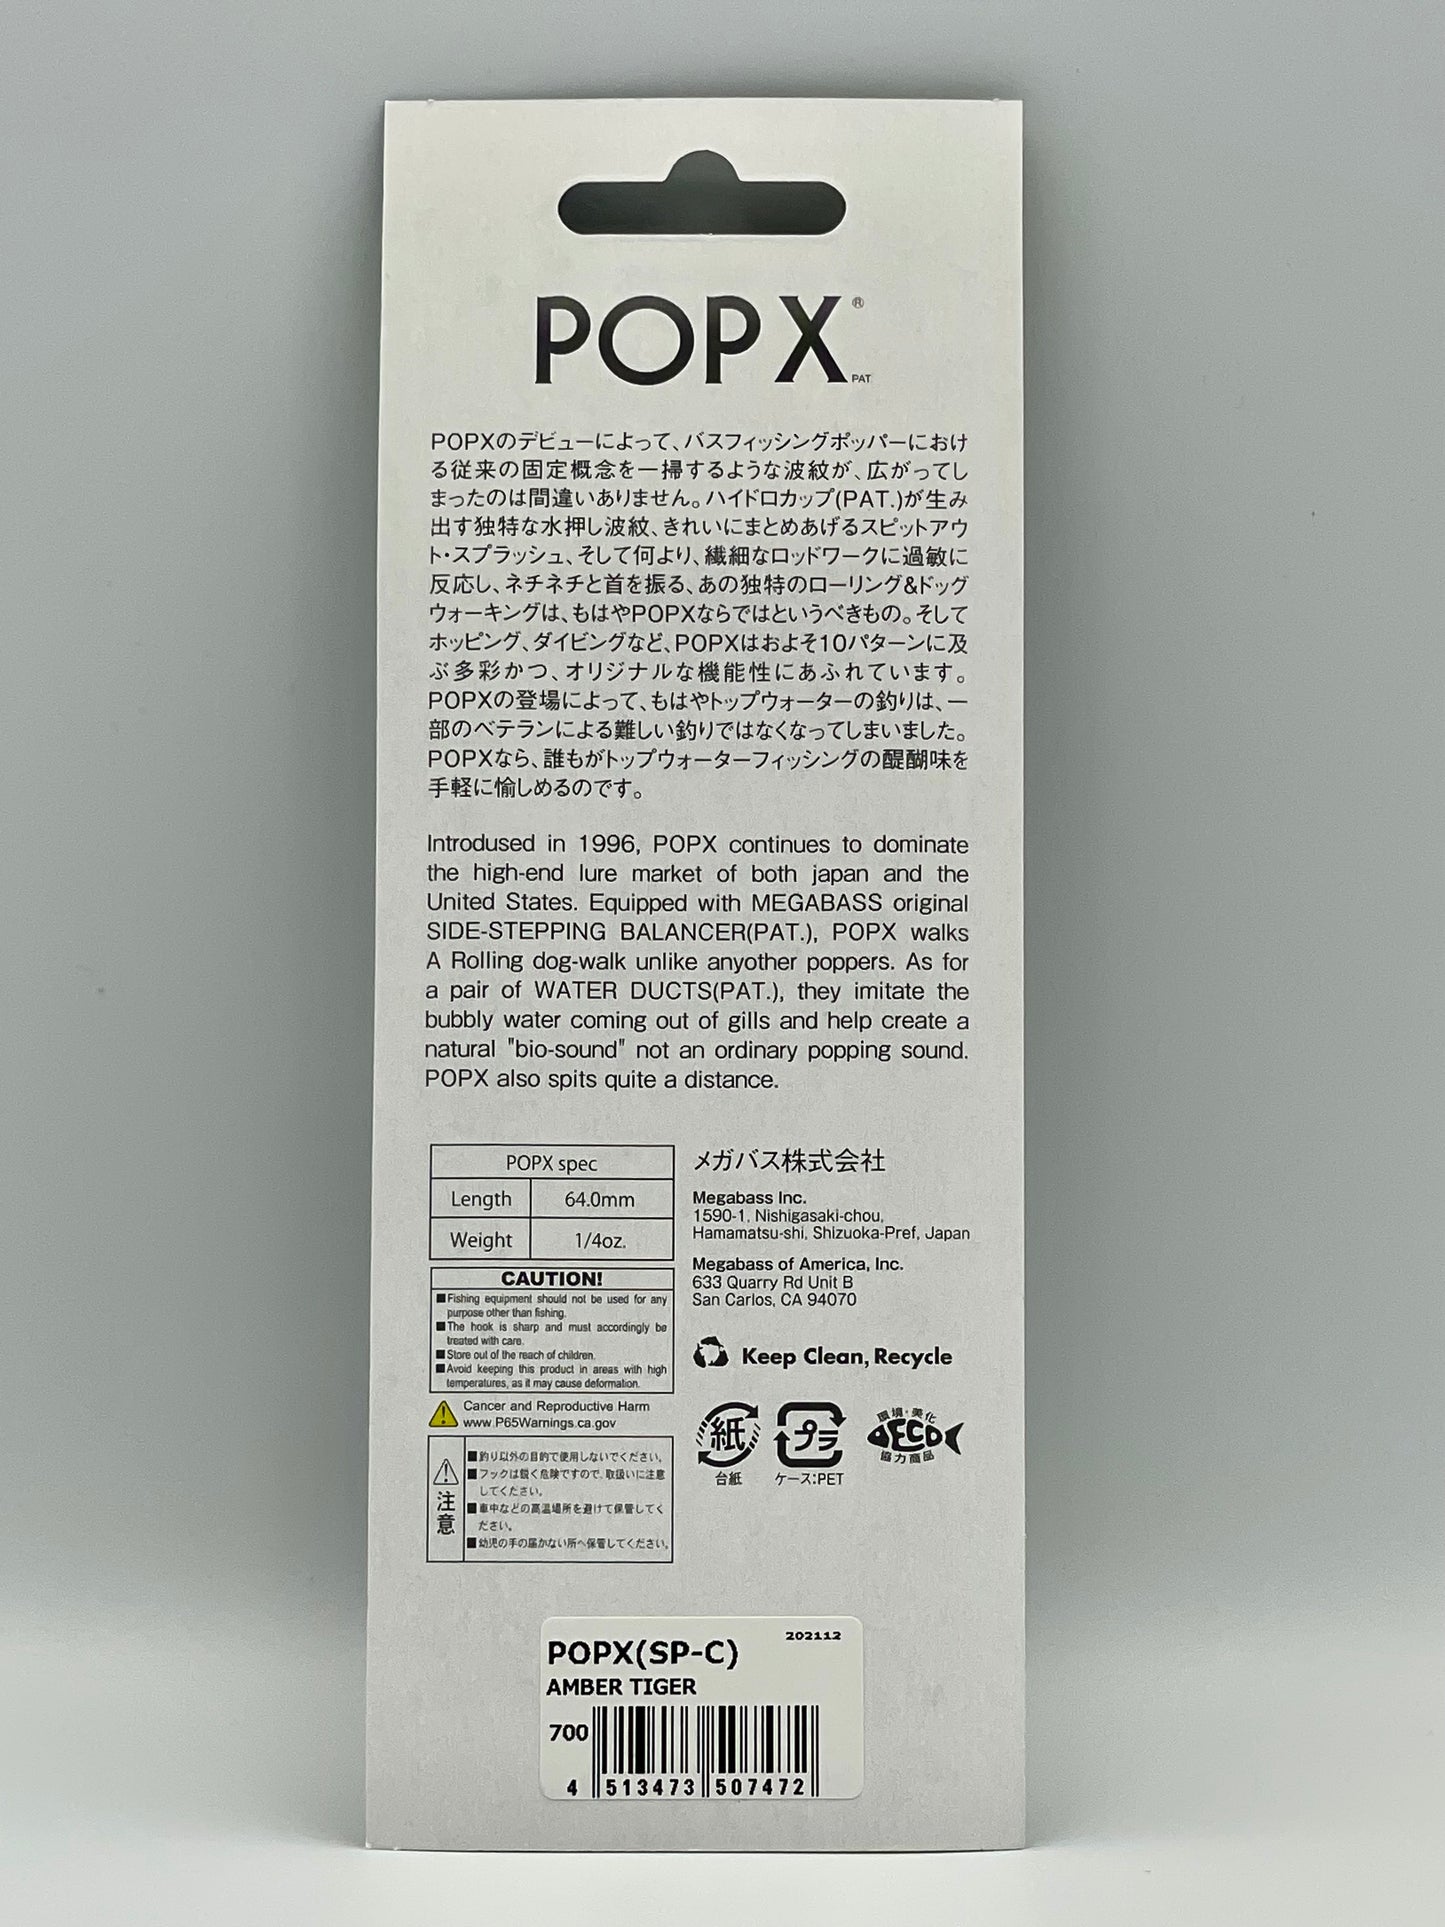 POPX®
PAT.
POPXのデビューによって、バスフィッシングポッパーにおけ
る従来の固定概念を一掃するような波紋が、広がってし
まったのは間違いありません。ハイドロカップ(PAT.)が生み
出す独特な水押し波紋、きれいにまとめあげるスピットアウ
ト・スプラッシュ、そして何より、繊細なロッドワークに過敏に
反応し、ネチネチと首を振る、あの独特のローリング&ドッグ
ウォーキングは、もはやPOPXならではというべきもの。そして
ホッピング、ダイビングなど、POPXはおよそ10パターンに及
ぶ多彩かつ、オリジナルな機能性にあふれています。
POPXの登場によって、もはやトップウォーターの釣りは、一
部のベテランによる難しい釣りではなくなってしまいました。
POPXなら、誰もがトップウォーターフィッシングの醍醐味を
手軽に愉しめるのです。
Introdused in 1996, POPX continues to dominate
the high-end lure market of both japan and the
United States. Equipped with MEGABASS original
SIDE-STEPPING BALANCER(PAT.), POPX walks
A Rolling dog-walk unlike anyother poppers. As for
a pair of WATER DUCTS(PAT.), they imitate the
bubbly water coming out of gills and help create a
natural "bio-sound" not an ordinary popping sound.
POPX also spits quite a distance.
POPX spec
Length 64.0mm
Weight 1/4oz.
CAUTION!
■Fishing equipment should not be used for any
purpose other than fishing.
■The hook is sharp and must accordingly be
treated with care.
■Store out of the reach of children.
■Avoid keeping this product in areas with high
temperatures, as it may cause deformation.
Cancer and Reproductive Harm
www.P65Warnings.ca.gov
注意
■釣り以外の目的で使用しないでください。
■フックは鋭く危険ですので、取扱いに注意
してください。
■車中などの高温場所を避けて保管してく
ださい。
■幼児の手の届かない所へ保管してください。
メガバス株式会社
Megabass Inc.
1590-1, Nishigasaki-chou,
Hamamatsu-shi, Shizuoka-Pref, Japan
Megabass of America, Inc.
633 Quarry Rd Unit B
San Carlos, CA 94070
Keep Clean, Recycle
紙
台紙
プラ
ケース:PET
環境・美化
ECO
協力商品
202112
POPX(SP-C)
AMBER TIGER
700
4 513473 507472